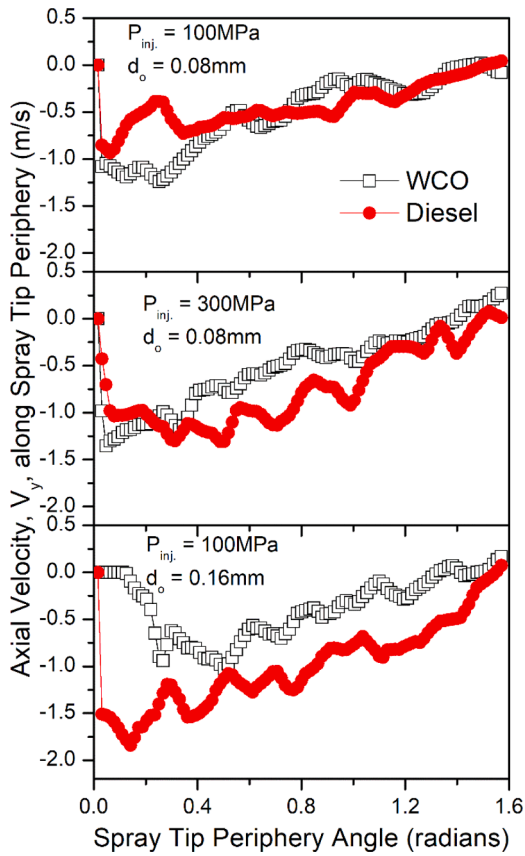 0.5
P_inj. = 100MPa
0.0
d_o = 0.08mm
-0.5
-1.0
WCO
-1.5
Diesel
-2.0
0.5
P_inj. = 300MPa
0.0
d_o = 0.08mm
-0.5
-1.0
-1.5
-2.0
0.5
P_inj. = 100MPa
0.0
d_o = 0.16mm
-0.5
-1.0
-1.5
-2.0
0.0 0.4 0.8 1.2 1.6
Spray Tip Periphery Angle (radians)
Axial Velocity, V_y, along Spray Tip Periphery (m/s)